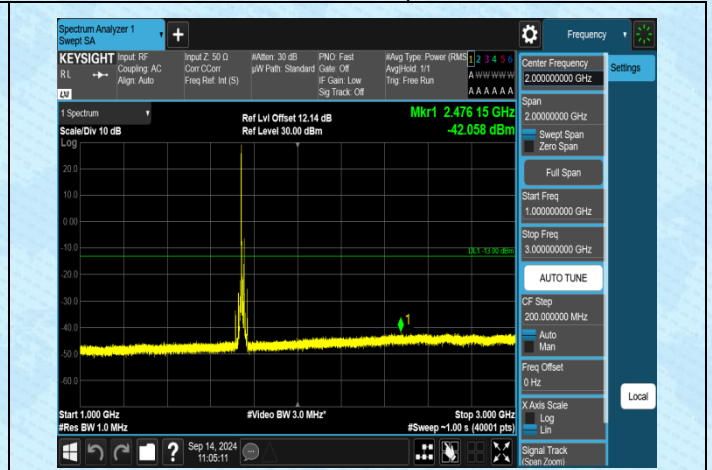 Spectrum Analyzer 1
Swept SA
+
Frequency
KEYSIGHT
RL
LXI
Input: RF
Coupling: AC
Align: Auto
Input Z: 50 Ω
Corr CCorr
Freq Ref: Int (S)
#Atten: 30 dB
µW Path: Standard
PNO: Fast
Gate: Off
IF Gain: Low
Sig Track: Off
#Avg Type: Power (RMS
Avg|Hold: 1/1
Trig: Free Run
1 2 3 4 5 6
A W W W W W
A A A A A A
Center Frequency
2.000000000 GHz
Settings
Span
2.00000000 GHz
Swept Span
Zero Span
Full Span
Start Freq
1.000000000 GHz
Stop Freq
3.000000000 GHz
AUTO TUNE
CF Step
200.000000 MHz
Auto
Man
Freq Offset
0 Hz
X Axis Scale
Log
Lin
Signal Track
(Span Zoom)
Local
1 Spectrum
Scale/Div 10 dB
Log
Ref Lvl Offset 12.14 dB
Ref Level 30.00 dBm
Mkr1 2.476 15 GHz
-42.058 dBm
20.0
10.0
0.00
-10.0
DL1 -13.00 dBm
-20.0
-30.0
-40.0
1
-50.0
-60.0
Start 1.000 GHz
#Res BW 1.0 MHz
#Video BW 3.0 MHz*
Stop 3.000 GHz
#Sweep ~1.00 s (40001 pts)
?
Sep 14, 2024
11:05:11